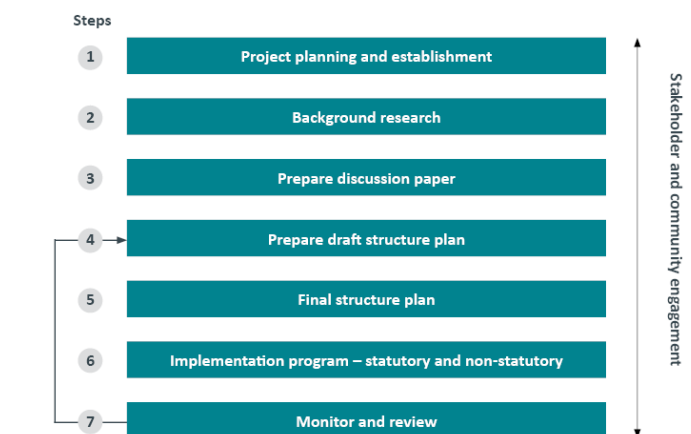 Steps
1
Project planning and establishment
2
Background research
3
Prepare discussion paper
4
Prepare draft structure plan
5
Final structure plan
6
Implementation program – statutory and non-statutory
7
Monitor and review
Stakeholder and community engagement